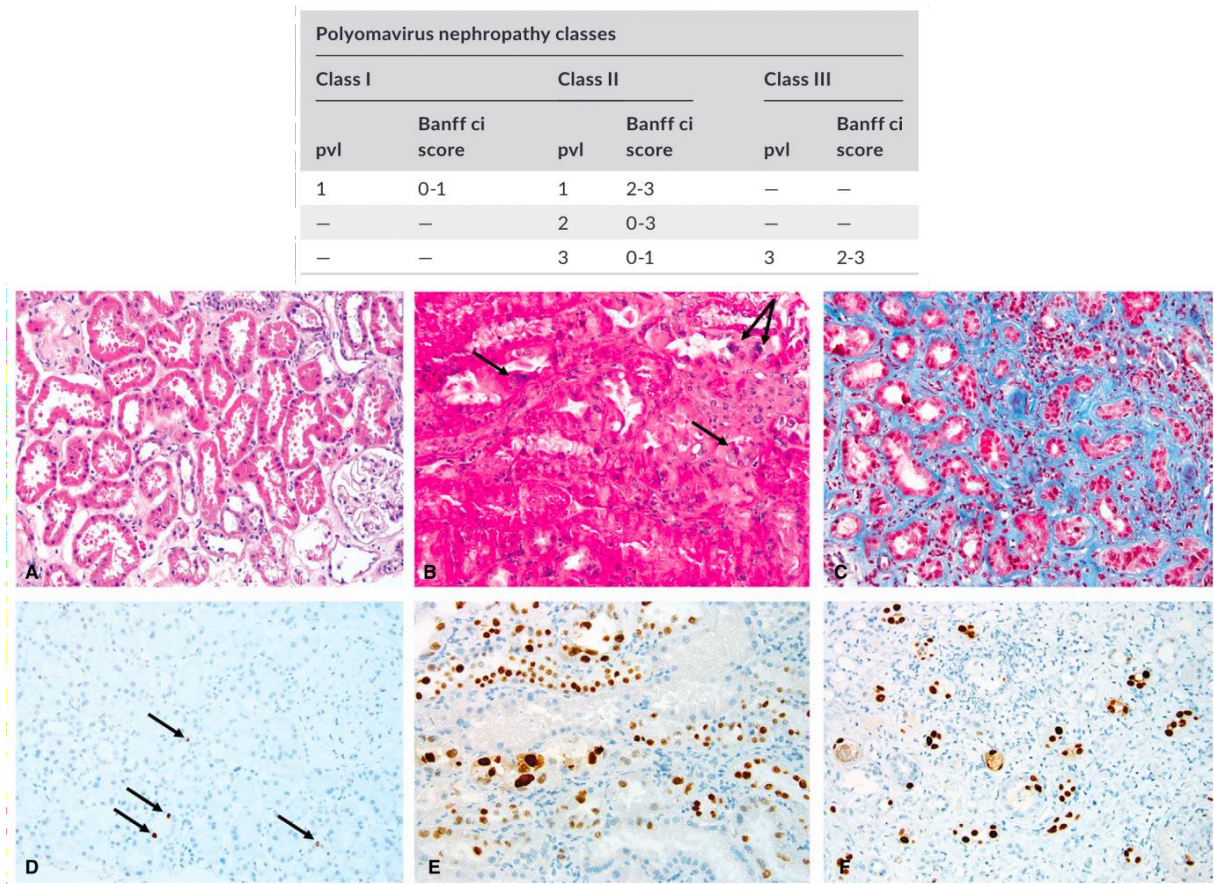 Polyomavirus nephropathy classes
Class I Class II Class III
Banff ci Banff ci Banff ci
pvl score pvl score pvl score
1 0-1 1 2-3 — —
— — 2 0-3 — —
— — 3 0-1 3 2-3
A B C
D E F